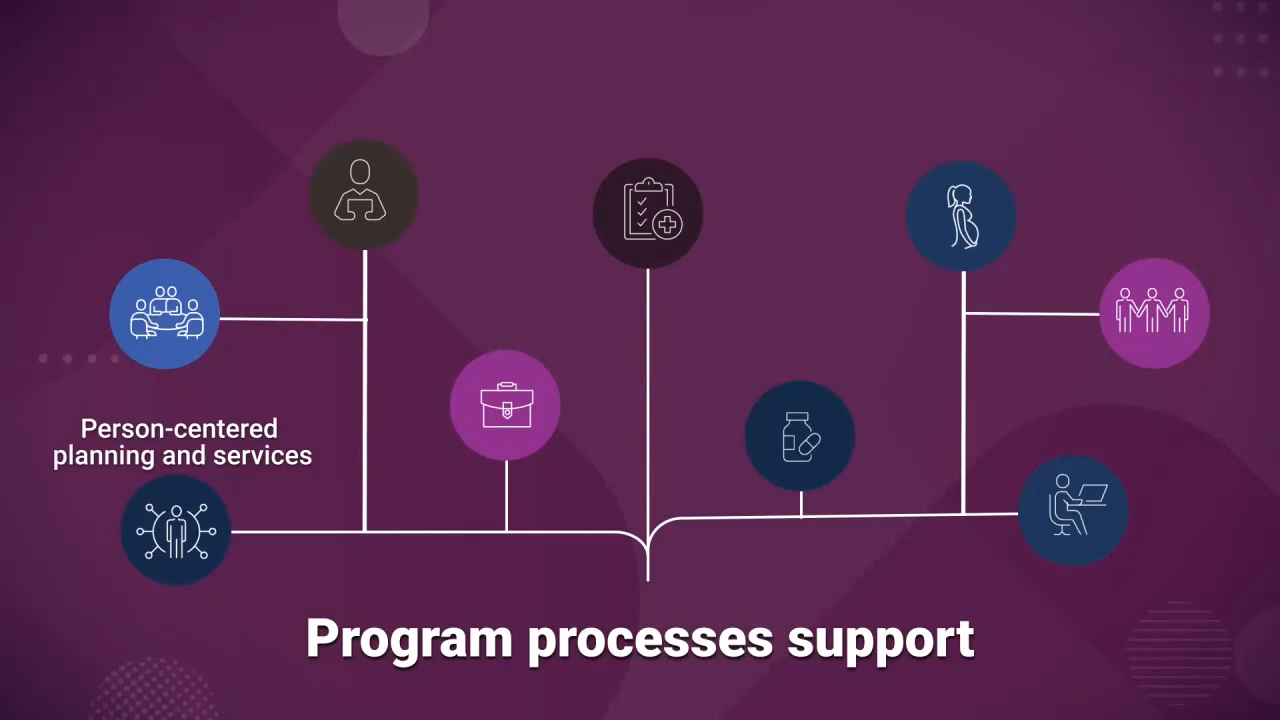 Person-centered
planning and services
Program processes support